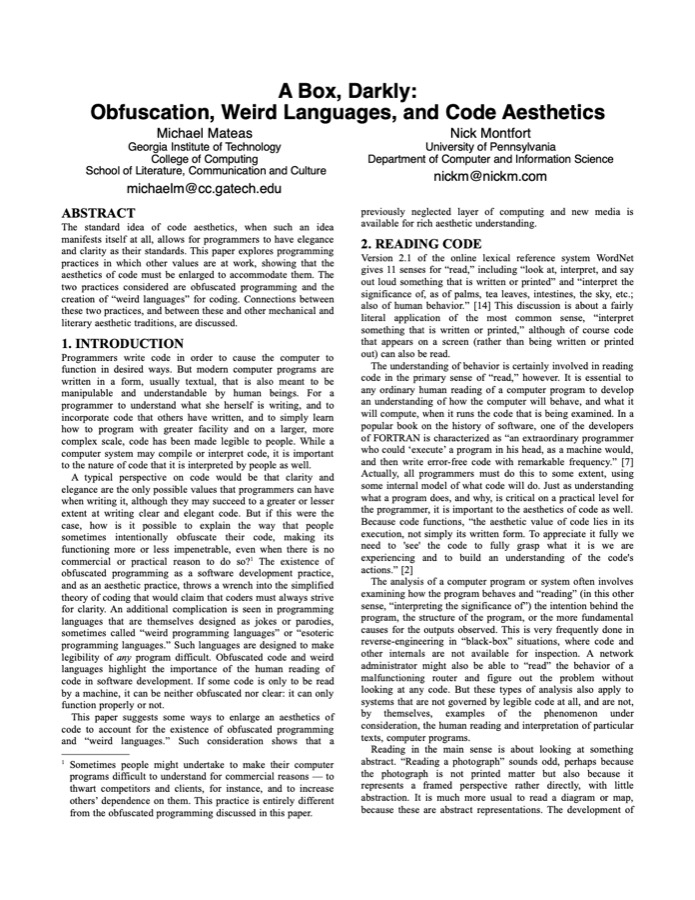 A Box, Darkly:
Obfuscation, Weird Languages, and Code Aesthetics
Michael Mateas
Georgia Institute of Technology
College of Computing
School of Literature, Communication and Culture
michaelm@cc.gatech.edu
Nick Montfort
University of Pennsylvania
Department of Computer and Information Science
nickm@nickm.com
ABSTRACT
The standard idea of code aesthetics, when such an idea
manifests itself at all, allows for programmers to have elegance
and clarity as their standards. This paper explores programming
practices in which other values are at work, showing that the
aesthetics of code must be enlarged to accommodate them. The
two practices considered are obfuscated programming and the
creation of “weird languages” for coding. Connections between
these two practices, and between these and other mechanical and
literary aesthetic traditions, are discussed.
1. INTRODUCTION
Programmers write code in order to cause the computer to
function in desired ways. But modern computer programs are
written in a form, usually textual, that is also meant to be
manipulable and understandable by human beings. For a
programmer to understand what she herself is writing, and to
incorporate code that others have written, and to simply learn
how to program with greater facility and on a larger, more
complex scale, code has been made legible to people. While a
computer system may compile or interpret code, it is important
to the nature of code that it is interpreted by people as well.
A typical perspective on code would be that clarity and
elegance are the only possible values that programmers can have
when writing it, although they may succeed to a greater or lesser
extent at writing clear and elegant code. But if this were the
case, how is it possible to explain the way that people
sometimes intentionally obfuscate their code, making its
functioning more or less impenetrable, even when there is no
commercial or practical reason to do so?1 The existence of
obfuscated programming as a software development practice,
and as an aesthetic practice, throws a wrench into the simplified
theory of coding that would claim that coders must always strive
for clarity. An additional complication is seen in programming
languages that are themselves designed as jokes or parodies,
sometimes called “weird programming languages” or “esoteric
programming languages.” Such languages are designed to make
legibility of any program difficult. Obfuscated code and weird
languages highlight the importance of the human reading of
code in software development. If some code is only to be read
by a machine, it can be neither obfuscated nor clear: it can only
function properly or not.
This paper suggests some ways to enlarge an aesthetics of
code to account for the existence of obfuscated programming
and “weird languages.” Such consideration shows that a
1 Sometimes people might undertake to make their computer
programs difficult to understand for commercial reasons — to
thwart competitors and clients, for instance, and to increase
others’ dependence on them. This practice is entirely different
from the obfuscated programming discussed in this paper.
previously neglected layer of computing and new media is
available for rich aesthetic understanding.
2. READING CODE
Version 2.1 of the online lexical reference system WordNet
gives 11 senses for “read,” including “look at, interpret, and say
out loud something that is written or printed” and “interpret the
significance of, as of palms, tea leaves, intestines, the sky, etc.;
also of human behavior.” [14] This discussion is about a fairly
literal application of the most common sense, “interpret
something that is written or printed,” although of course code
that appears on a screen (rather than being written or printed
out) can also be read.
The understanding of behavior is certainly involved in reading
code in the primary sense of “read,” however. It is essential to
any ordinary human reading of a computer program to develop
an understanding of how the computer will behave, and what it
will compute, when it runs the code that is being examined. In a
popular book on the history of software, one of the developers
of FORTRAN is characterized as “an extraordinary programmer
who could ‘execute’ a program in his head, as a machine would,
and then write error-free code with remarkable frequency.” [7]
Actually, all programmers must do this to some extent, using
some internal model of what code will do. Just as understanding
what a program does, and why, is critical on a practical level for
the programmer, it is important to the aesthetics of code as well.
Because code functions, “the aesthetic value of code lies in its
execution, not simply its written form. To appreciate it fully we
need to 'see' the code to fully grasp what it is we are
experiencing and to build an understanding of the code's
actions.” [2]
The analysis of a computer program or system often involves
examining how the program behaves and “reading” (in this other
sense, “interpreting the significance of”) the intention behind the
program, the structure of the program, or the more fundamental
causes for the outputs observed. This is very frequently done in
reverse-engineering in “black-box” situations, where code and
other internals are not available for inspection. A network
administrator might also be able to “read” the behavior of a
malfunctioning router and figure out the problem without
looking at any code. But these types of analysis also apply to
systems that are not governed by legible code at all, and are not,
by themselves, examples of the phenomenon under
consideration, the human reading and interpretation of particular
texts, computer programs.
Reading in the main sense is about looking at something
abstract. “Reading a photograph” sounds odd, perhaps because
the photograph is not printed matter but also because it
represents a framed perspective rather directly, with little
abstraction. It is much more usual to read a diagram or map,
because these are abstract representations. The development of